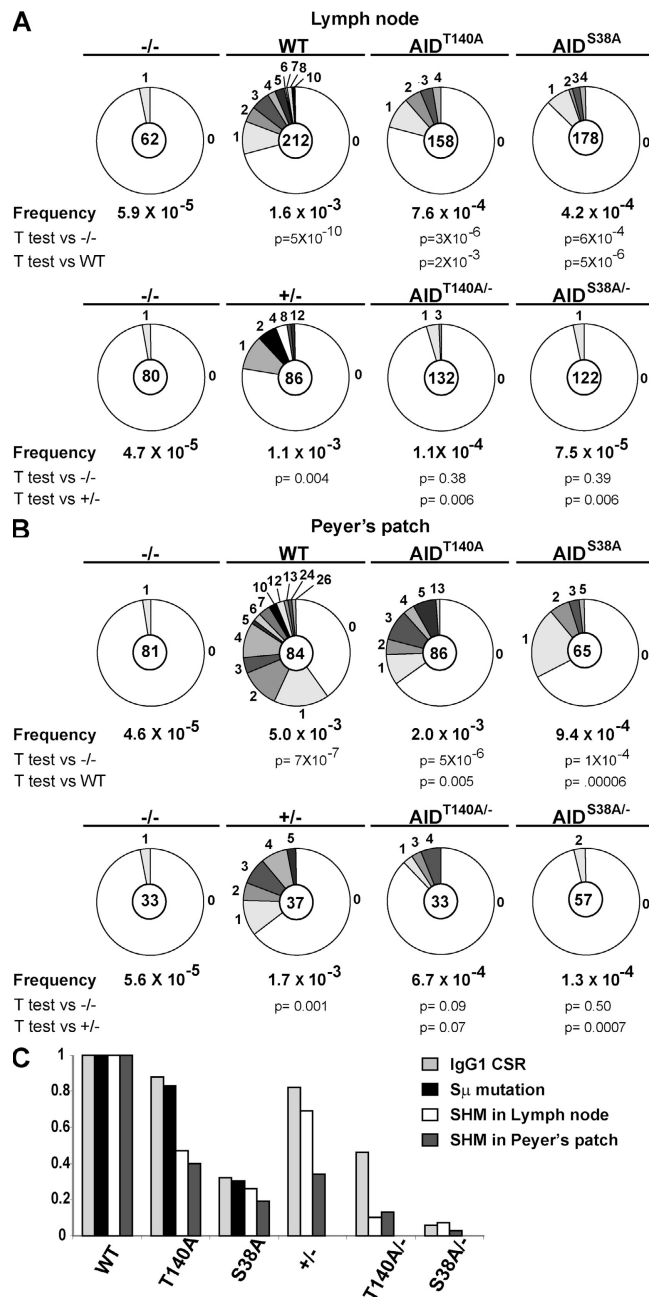 A
Lymph node
-/- WT AID^T140A AID^S38A
1
62
0
1 2 3 4 5 6 7 8 10
212
0
1 2 3 4
158
0
1 2 3 4
178
0
Frequency 5.9 X 10^-5 1.6 x 10^-3 7.6 x 10^-4 4.2 x 10^-4
T test vs -/- p=5X10^-10 p=3X10^-6 p=6X10^-4
T test vs WT p=2X10^-3 p=5X10^-6
-/- +/- AID^T140A/- AID^S38A/-
1
80
0
1 2 4 8 12
86
0
1 3
132
0
1
122
0
Frequency 4.7 X 10^-5 1.1 x 10^-3 1.1X 10^-4 7.5 x 10^-5
T test vs -/- p= 0.004 p= 0.38 p= 0.39
T test vs +/- p= 0.006 p= 0.006
B
Peyer's patch
-/- WT AID^T140A AID^S38A
1
81
0
1 2 3 4 5 6 7 10 12 13 24 26
84
0
1 2 3 4 5 13
86
0
1 2 3 5
65
0
Frequency 4.6 X 10^-5 5.0 x 10^-3 2.0 x 10^-3 9.4 x 10^-4
T test vs -/- p= 7X10^-7 p= 5X10^-6 p= 1X10^-4
T test vs WT p= 0.005 p= .00006
-/- +/- AID^T140A/- AID^S38A/-
1
33
0
1 2 3 4 5
37
0
1 3 4
33
0
2
57
0
Frequency 5.6 X 10^-5 1.7 x 10^-3 6.7 x 10^-4 1.3 x 10^-4
T test vs -/- p= 0.001 p= 0.09 p= 0.50
T test vs +/- p= 0.07 p= 0.0007
C
1
0.8
0.6
0.4
0.2
0
WT T140A S38A +/- T140A/- S38A/-
IgG1 CSR
Sµ mutation
SHM in Lymph node
SHM in Peyer's patch